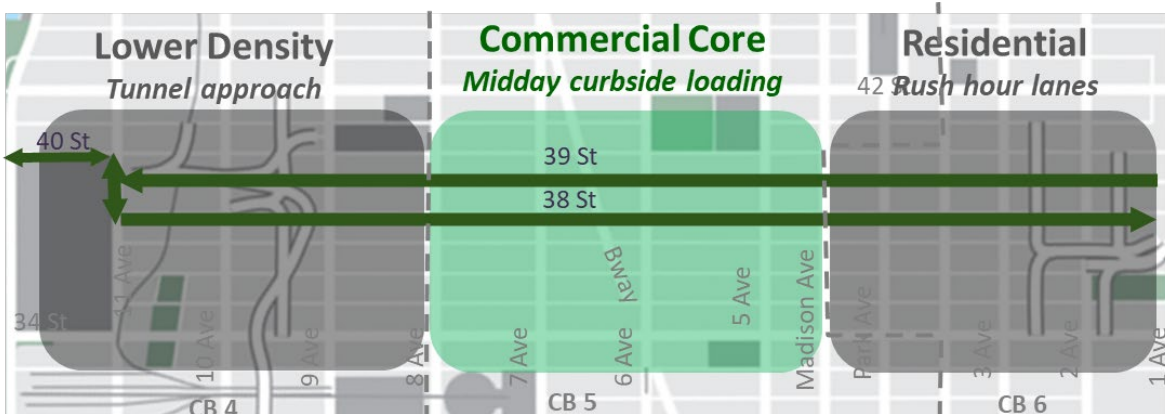 Lower Density
Tunnel approach
Commercial Core
Midday curbside loading
Residential
42 St
Rush hour lanes
40 St
39 St
38 St
34 St
11 Ave
10 Ave
9 Ave
8 Ave
7 Ave
6 Ave
Bway
5 Ave
Madison Ave
Park Ave
3 Ave
2 Ave
1 Ave
CB 4
CB 5
CB 6